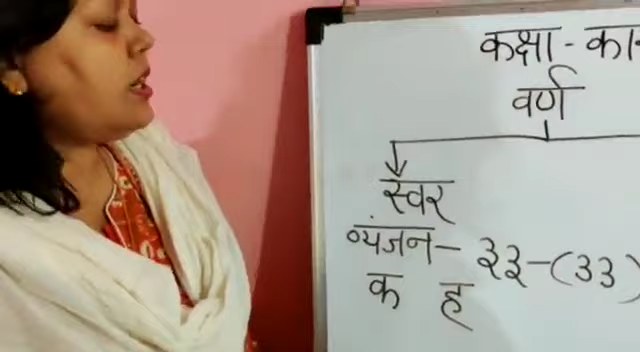 कक्षा -
वर्ण
स्वर
व्यंजन - ३३ - (33)
क ह